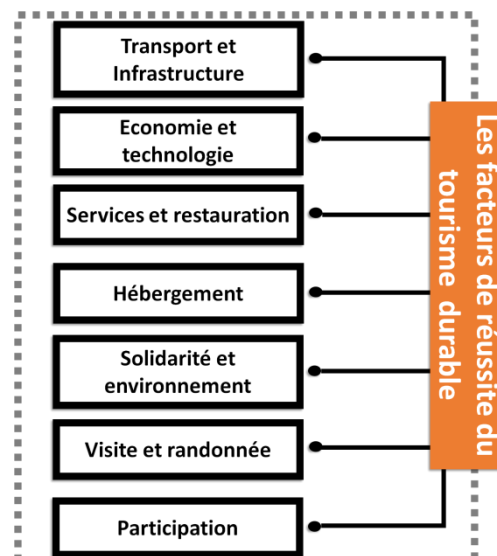 Transport et
Infrastructure
Economie et
technologie
Services et restauration
Hébergement
Solidarité et
environnement
Visite et randonnée
Participation
Les facteurs de réussite du
tourisme durable